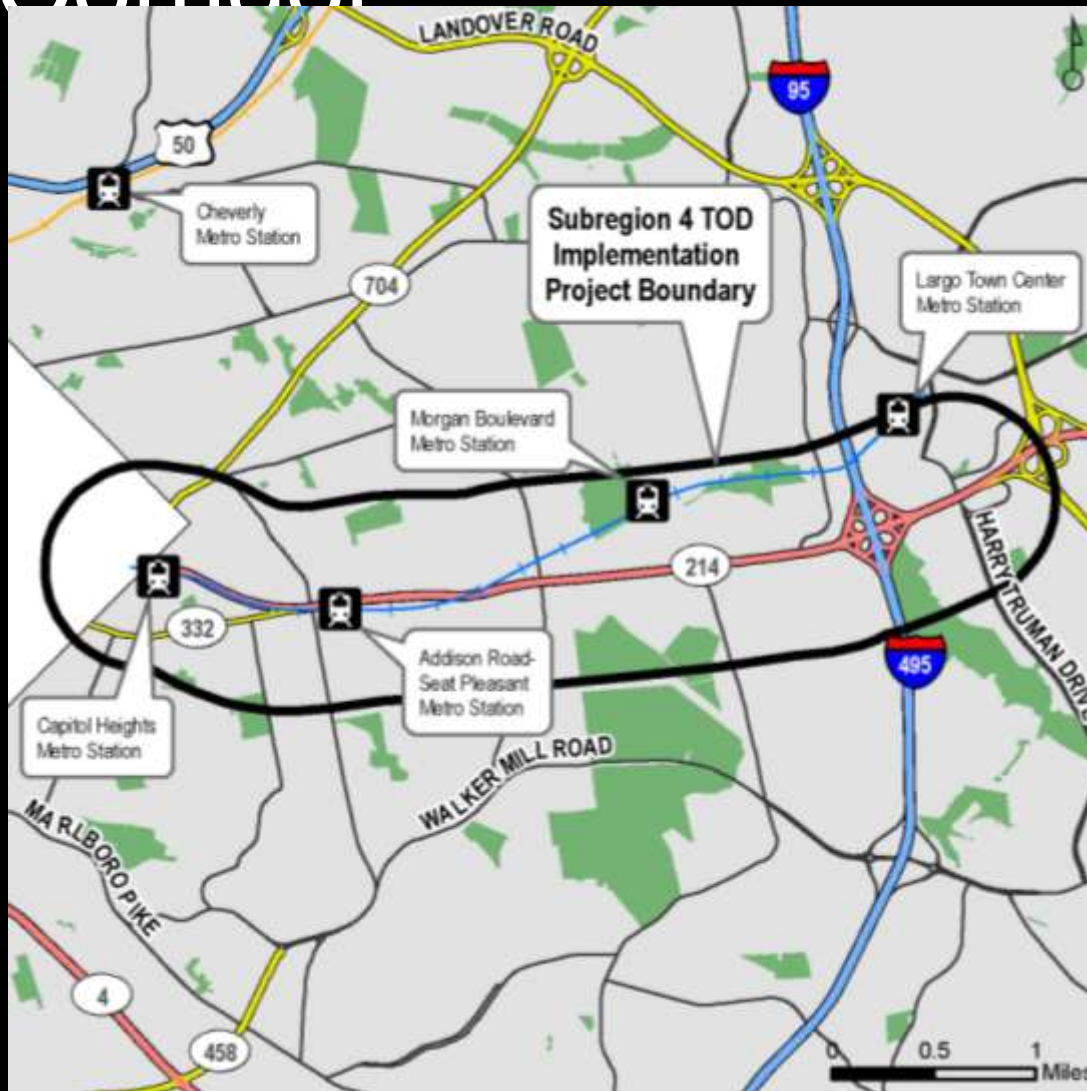 LANDOVER ROAD
95
50
Cheverly
Metro Station
Subregion 4 TOD
Implementation
Project Boundary
704
Largo Town Center
Metro Station
Morgan Boulevard
Metro Station
214
HARRY TRUMAN DRIVE
332
495
Addison Road-
Seat Pleasant
Metro Station
Capitol Heights
Metro Station
WALKER MILL ROAD
MARLBORO PIKE
4
458
0 0.5 1
Miles